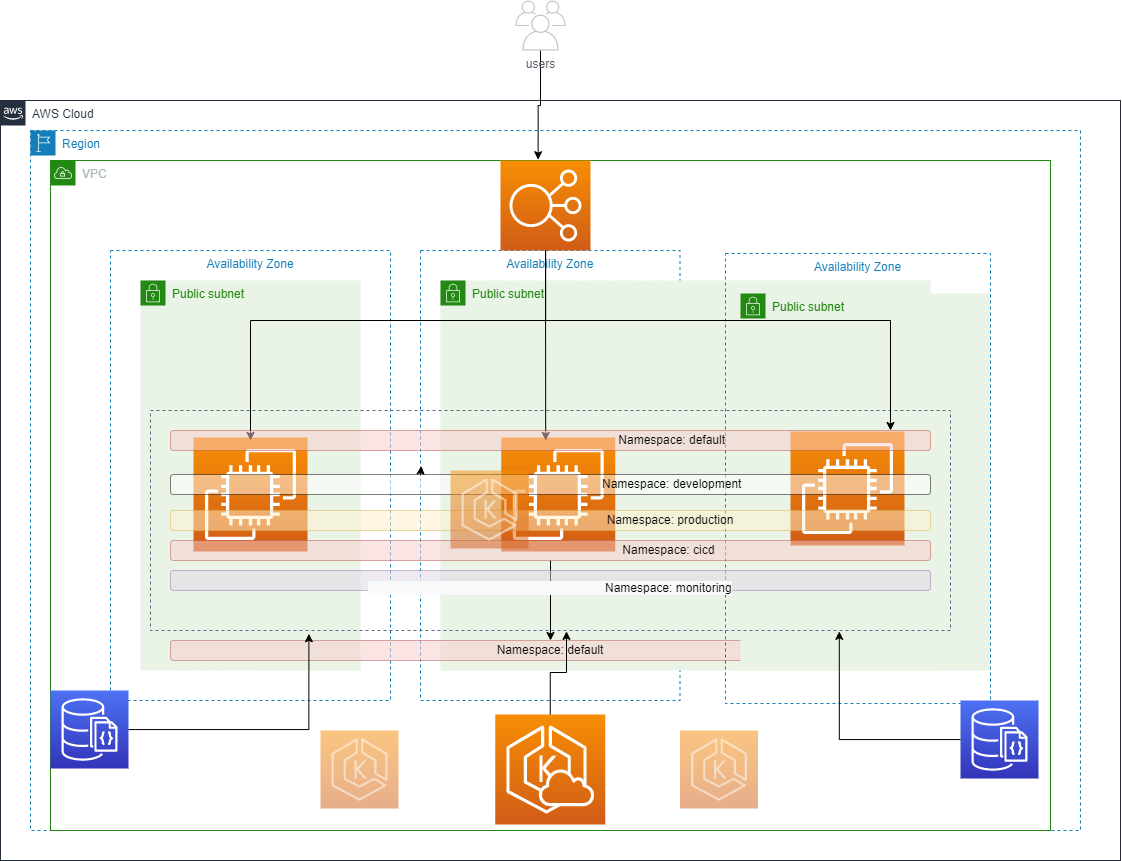 users
aws
AWS Cloud
Region
VPC
Availability Zone
Availability Zone
Availability Zone
Public subnet
Public subnet
Public subnet
Namespace: default
Namespace: development
K
Namespace: production
Namespace: cicd
Namespace: monitoring
Namespace: default
K
K
K